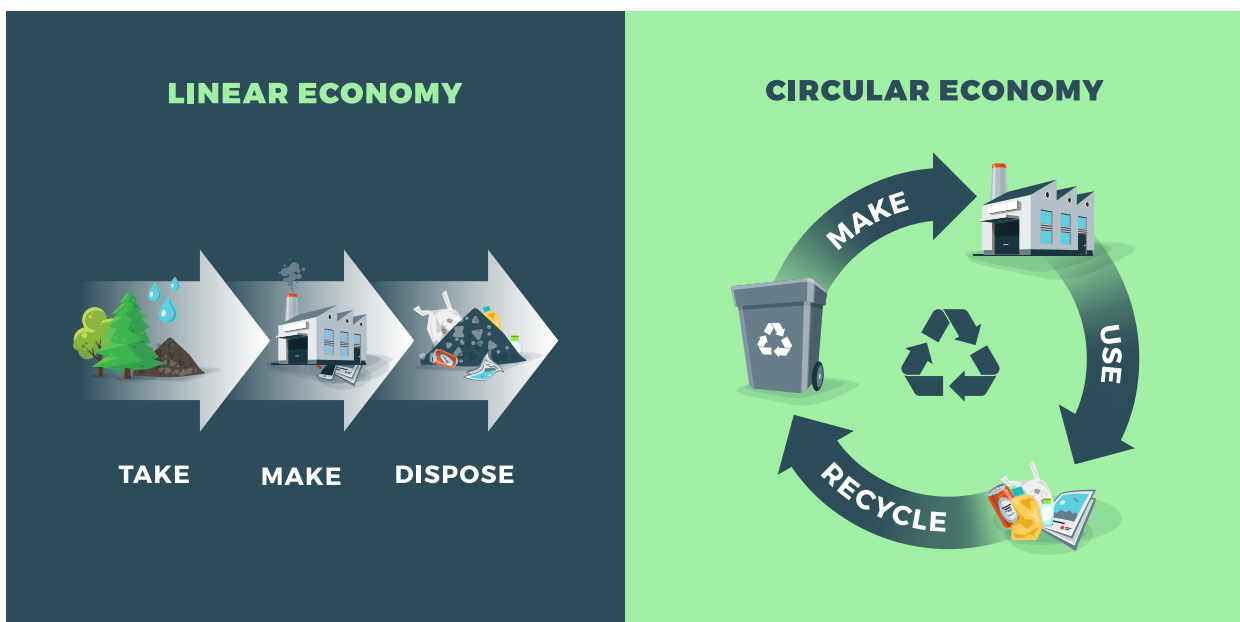 LINEAR ECONOMY
TAKE
MAKE
DISPOSE
CIRCULAR ECONOMY
MAKE
USE
RECYCLE